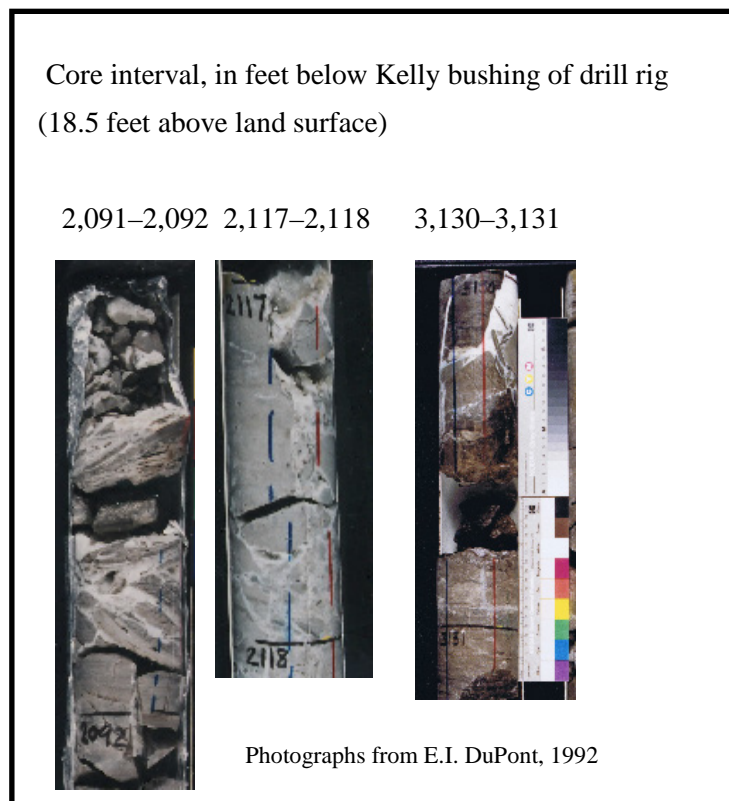 Core interval, in feet below Kelly bushing of drill rig
(18.5 feet above land surface)
2,091–2,092 2,117–2,118 3,130–3,131
2117
2092
2118
3131
Photographs from E.I. DuPont, 1992